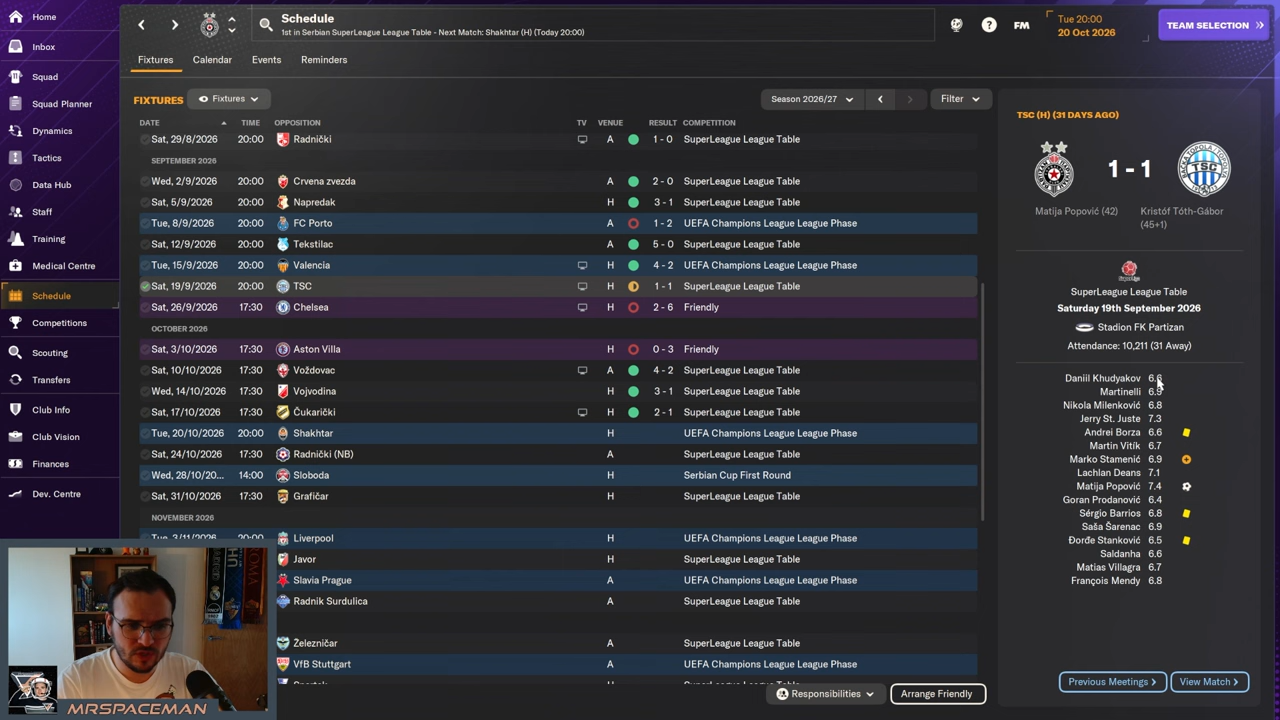 Home
Inbox
Squad
Squad Planner
Dynamics
Tactics
Data Hub
Staff
Training
Medical Centre
Schedule
Competitions
Scouting
Transfers
Club Info
Club Vision
Finances
Dev. Centre
Schedule
1st in Serbian SuperLeague League Table - Next Match: Shakhtar (H) (Today 20:00)
FM
Tue 20:00
20 Oct 2026
TEAM SELECTION
Fixtures Calendar Events Reminders
FIXTURES Fixtures Season 2026/27 Filter
DATE TIME OPPOSITION TV VENUE RESULT COMPETITION
Sat, 29/8/2026 20:00 Radnički A 1 - 0 SuperLeague League Table
SEPTEMBER 2026
Wed, 2/9/2026 20:00 Crvena zvezda A 2 - 0 SuperLeague League Table
Sat, 5/9/2026 20:00 Napredak H 3 - 1 SuperLeague League Table
Tue, 8/9/2026 20:00 FC Porto A 1 - 2 UEFA Champions League League Phase
Sat, 12/9/2026 20:00 Tekstilac A 5 - 0 SuperLeague League Table
Tue, 15/9/2026 20:00 Valencia H 4 - 2 UEFA Champions League League Phase
Sat, 19/9/2026 20:00 TSC H 1 - 1 SuperLeague League Table
Sat, 26/9/2026 17:30 Chelsea H 2 - 6 Friendly
OCTOBER 2026
Sat, 3/10/2026 17:30 Aston Villa H 0 - 3 Friendly
Sat, 10/10/2026 17:30 Voždovac A 4 - 2 SuperLeague League Table
Wed, 14/10/2026 17:30 Vojvodina H 3 - 1 SuperLeague League Table
Sat, 17/10/2026 17:30 Čukarički H 2 - 1 SuperLeague League Table
Tue, 20/10/2026 20:00 Shakhtar H UEFA Champions League League Phase
Sat, 24/10/2026 17:30 Radnički (NB) A SuperLeague League Table
Wed, 28/10/20... 14:00 Sloboda H Serbian Cup First Round
Sat, 31/10/2026 17:30 Grafičar H SuperLeague League Table
NOVEMBER 2026
Tue, 3/11/2026 20:00 Liverpool H UEFA Champions League League Phase
Javor H SuperLeague League Table
Slavia Prague A UEFA Champions League League Phase
Radnik Surdulica A SuperLeague League Table
Železničar A SuperLeague League Table
VfB Stuttgart A UEFA Champions League League Phase
Responsibilities Arrange Friendly
TSC (H) (31 DAYS AGO)
1 - 1
Matija Popović (42) Kristóf Tóth-Gábor
(45+1)
SuperLeague League Table
Saturday 19th September 2026
Stadion FK Partizan
Attendance: 10,211 (31 Away)
Daniil Khudyakov
Martinelli
Nikola Milenković 6.8
Jerry St. Juste 7.3
Andrei Borza 6.6
Martin Vitík 6.7
Marko Stamenić 6.9
Lachlan Deans 7.1
Matija Popović 7.4
Goran Prodanović 6.4
Sérgio Barrios 6.8
Saša Šarenac 6.9
Đorđe Stanković 6.5
Saldanha 6.6
Matias Villagra 6.7
François Mendy 6.8
Previous Meetings View Match
MRSPACEMAN